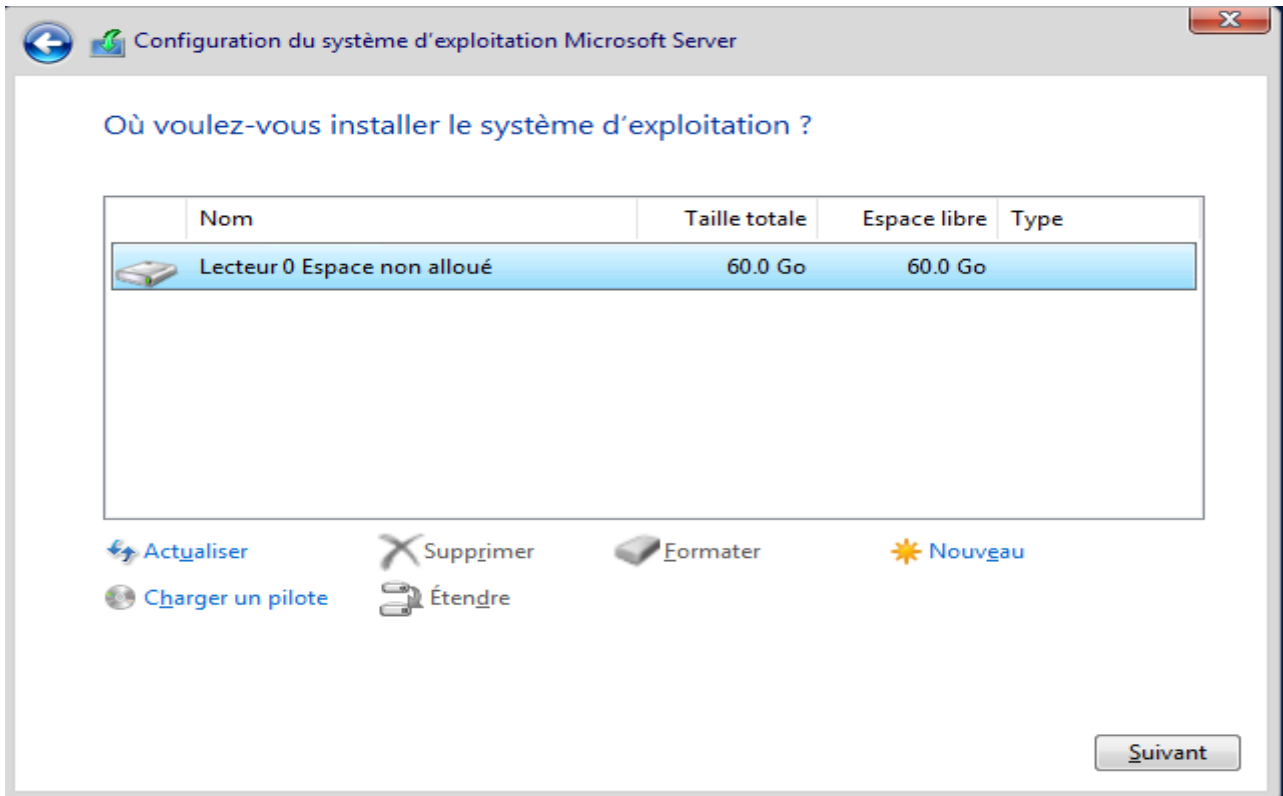 Configuration du système d'exploitation Microsoft Server
Où voulez-vous installer le système d'exploitation ?
Nom Taille totale Espace libre Type
Lecteur 0 Espace non alloué 60.0 Go 60.0 Go
Actualiser Supprimer Formater Nouveau
Charger un pilote Étendre
Suivant